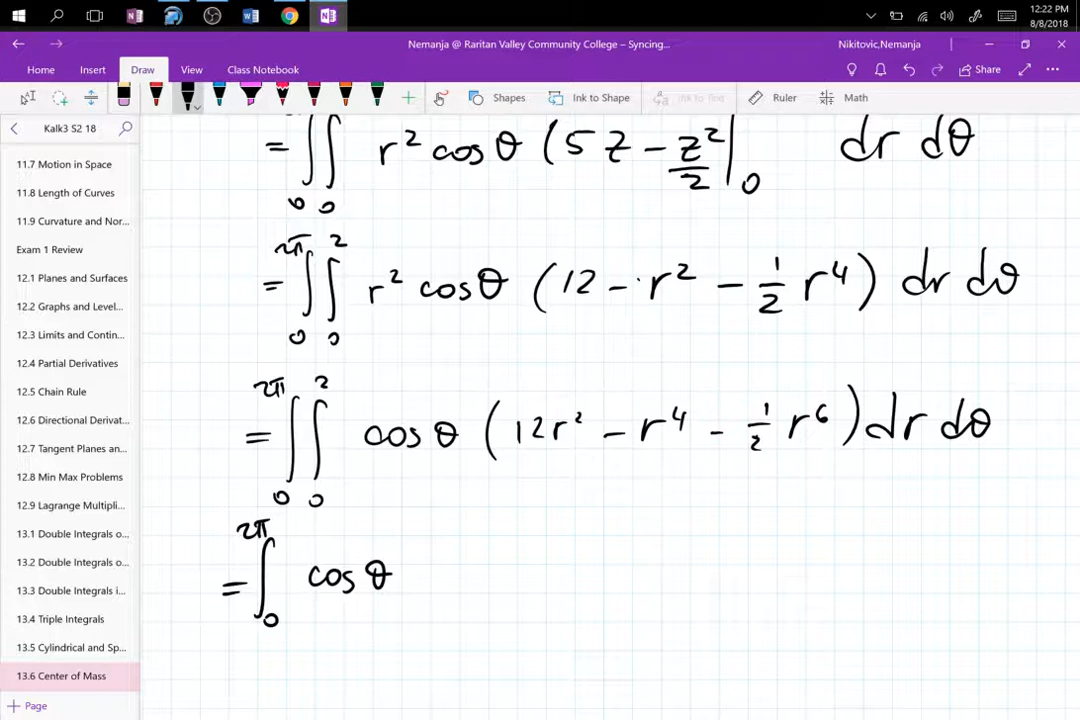 12:22 PM
8/8/2018
Nemanja @ Raritan Valley Community College – Syncing...
Nikitovic,Nemanja
Home Insert Draw View Class Notebook Share
Shapes Ink to Shape Ink to Text Ruler Math
Kalk3 S2 18
11.7 Motion in Space
11.8 Length of Curves
11.9 Curvature and Nor...
Exam 1 Review
12.1 Planes and Surfaces
12.2 Graphs and Level...
12.3 Limits and Contin...
12.4 Partial Derivatives
12.5 Chain Rule
12.6 Directional Derivat...
12.7 Tangent Planes an...
12.8 Min Max Problems
12.9 Lagrange Multipli...
13.1 Double Integrals o...
13.2 Double Integrals o...
13.3 Double Integrals i...
13.4 Triple Integrals
13.5 Cylindrical and Sp...
13.6 Center of Mass
+ Page
= ∫₀ ∫₀ r² cos θ (5z − z²/2 |₀ dr dθ
= ∫₀^2π ∫₀² r² cos θ (12 − r² − 1/2 r⁴) dr dθ
= ∫₀^2π ∫₀² cos θ (12r² − r⁴ − 1/2 r⁶) dr dθ
= ∫₀^2π cos θ